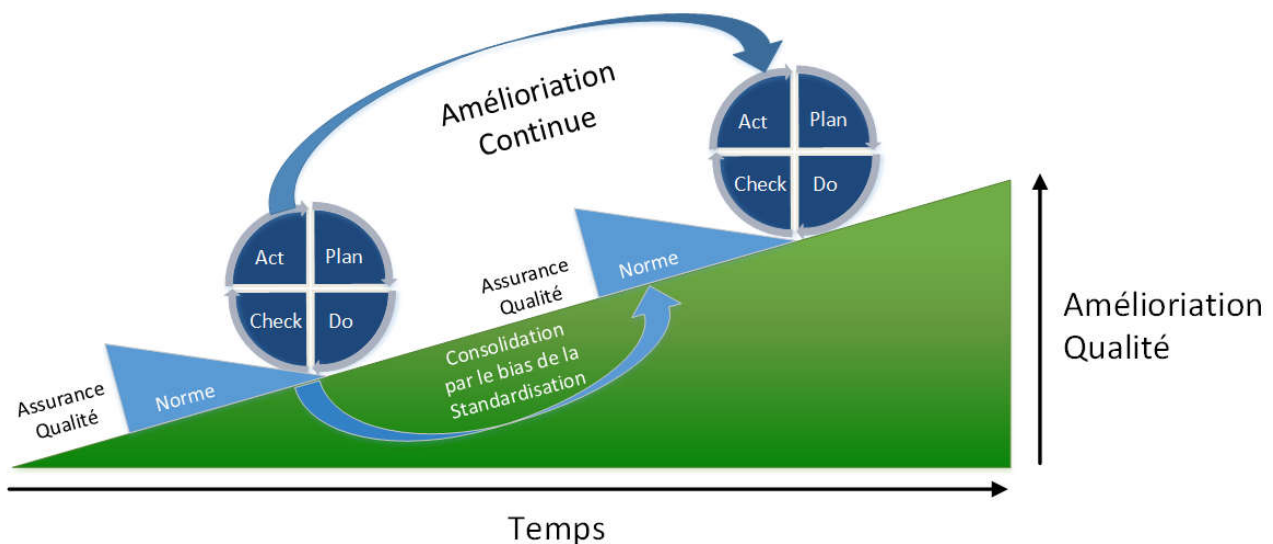 Amélioration
Continue
Act
Plan
Check
Do
Act
Plan
Check
Do
Assurance
Qualité
Norme
Assurance
Qualité
Norme
Consolidation
par le bias de la
Standardisation
Amélioration
Qualité
Temps